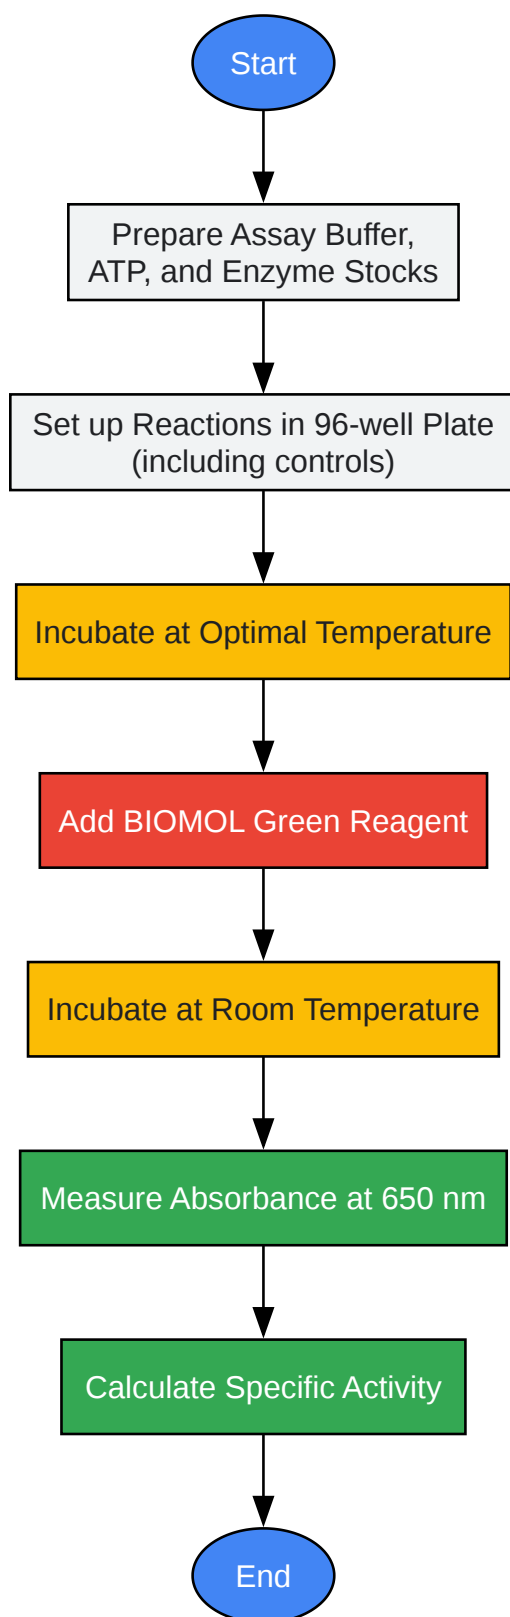 Start
Prepare Assay Buffer,
ATP, and Enzyme Stocks
Set up Reactions in 96-well Plate
(including controls)
Incubate at Optimal Temperature
Add BIOMOL Green Reagent
Incubate at Room Temperature
Measure Absorbance at 650 nm
Calculate Specific Activity
End